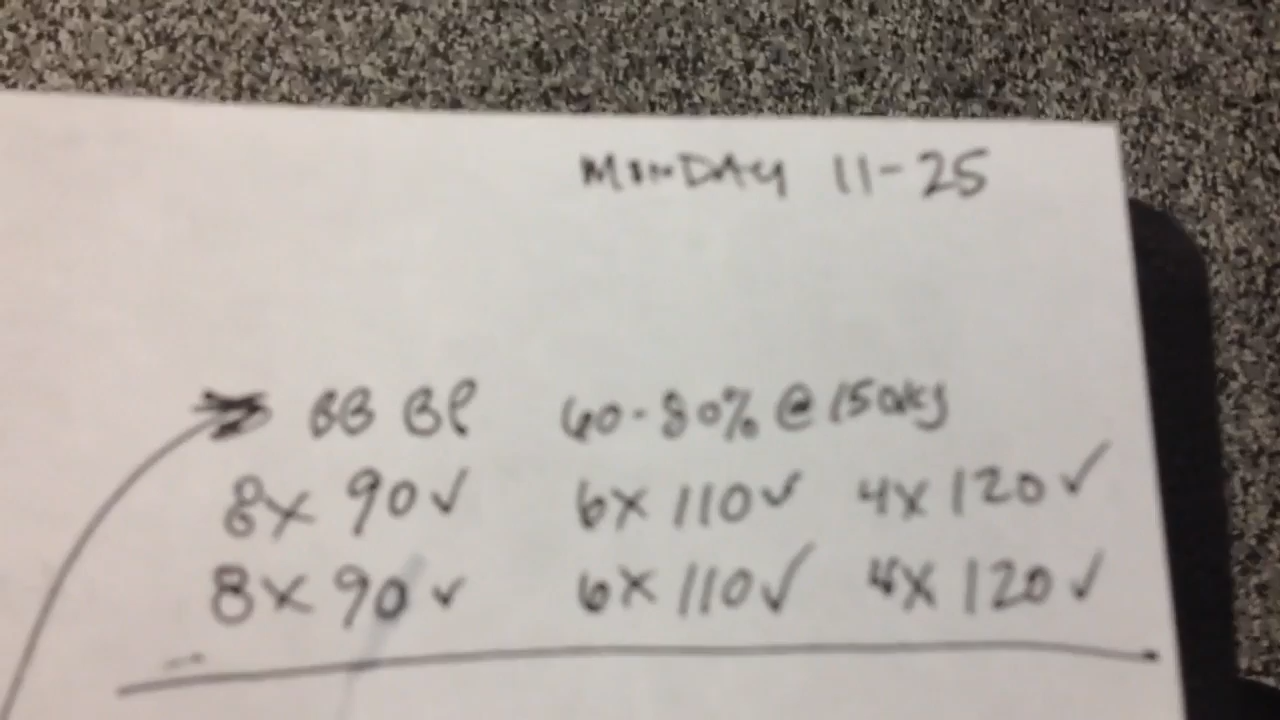 MONDAY 11-25
BB BP 60-80% @ 150kg
8X 90✓ 6X 110✓ 4X 120✓
8X 90✓ 6X 110✓ 4X 120✓